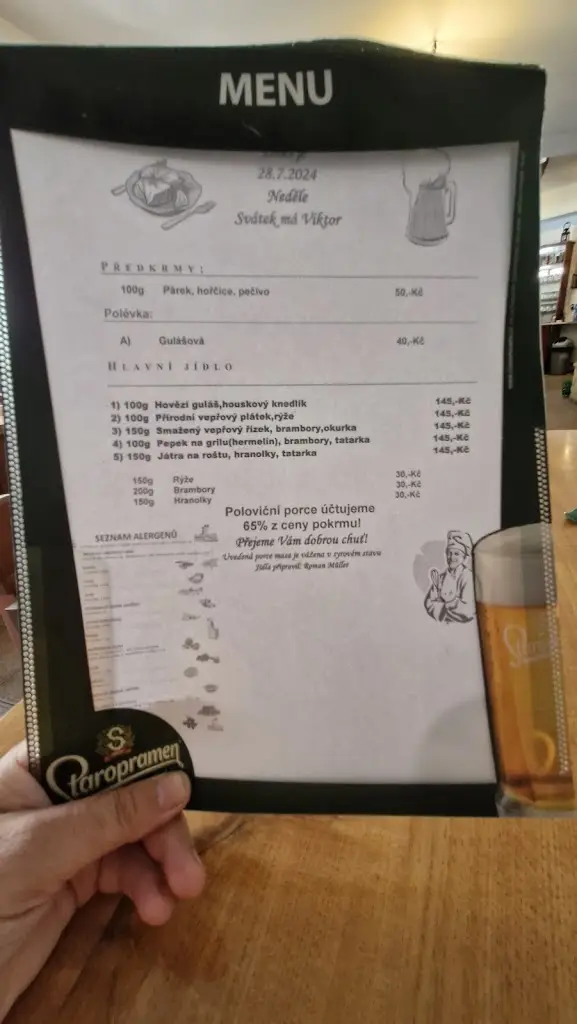 MENU
28.7.2024
Neděle
Svátek má Viktor
PŘEDKRMY:
100g Párek, hořčice, pečivo 50,-Kč
Polévka:
A) Gulášová 40,-Kč
HLAVNÍ JÍDLO
1) 100g Hovězí guláš,houskový knedlík 145,-Kč
2) 100g Přírodní vepřový plátek,rýže 145,-Kč
3) 150g Smažený vepřový řízek, brambory,okurka 145,-Kč
4) 100g Pepek na grilu(hermelín), brambory, tatarka 145,-Kč
5) 150g Játra na roštu, hranolky, tatarka 145,-Kč
150g Rýže 30,-Kč
200g Brambory 30,-Kč
150g Hranolky 30,-Kč
Poloviční porce účtujeme
65% z ceny pokrmu!
Přejeme Vám dobrou chuť!
Uvedená porce masa je vážena v syrovém stavu
Jídla připravil: Roman Müller
SEZNAM ALERGENŮ
S
Staropramen